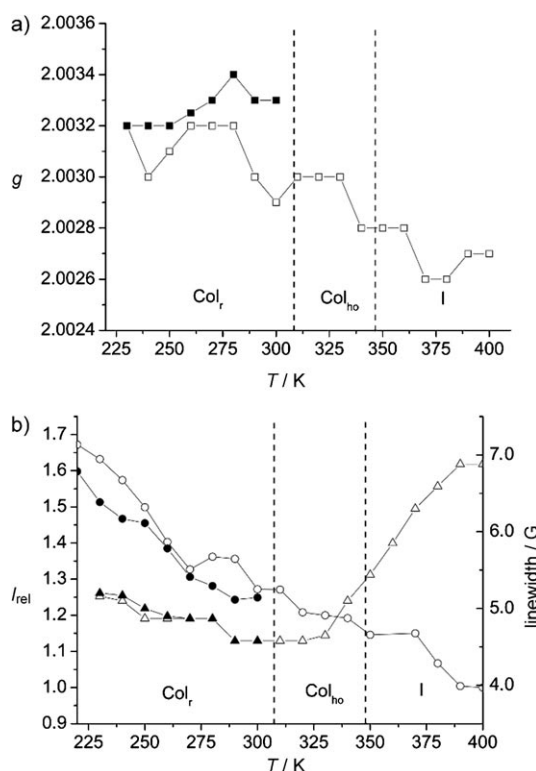 a)
2.0036
2.0034
2.0032
2.0030
2.0028
2.0026
2.0024
g
Col_r
Col_ho
I
225 250 275 300 325 350 375 400
T / K
b)
1.7
1.6
1.5
1.4
1.3
1.2
1.1
1.0
0.9
I_rel
7.0
6.0
5.0
4.0
linewidth / G
Col_r
Col_ho
I
225 250 275 300 325 350 375 400
T / K